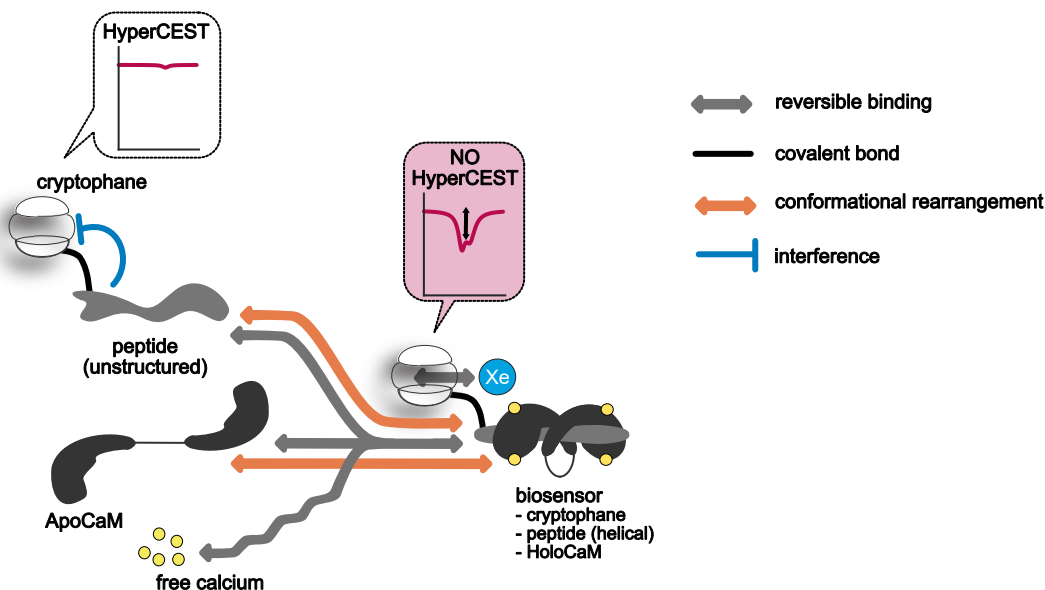 HyperCEST
cryptophane
peptide
(unstructured)
ApoCaM
free calcium
NO
HyperCEST
Xe
biosensor
- cryptophane
- peptide (helical)
- HoloCaM
reversible binding
covalent bond
conformational rearrangement
interference